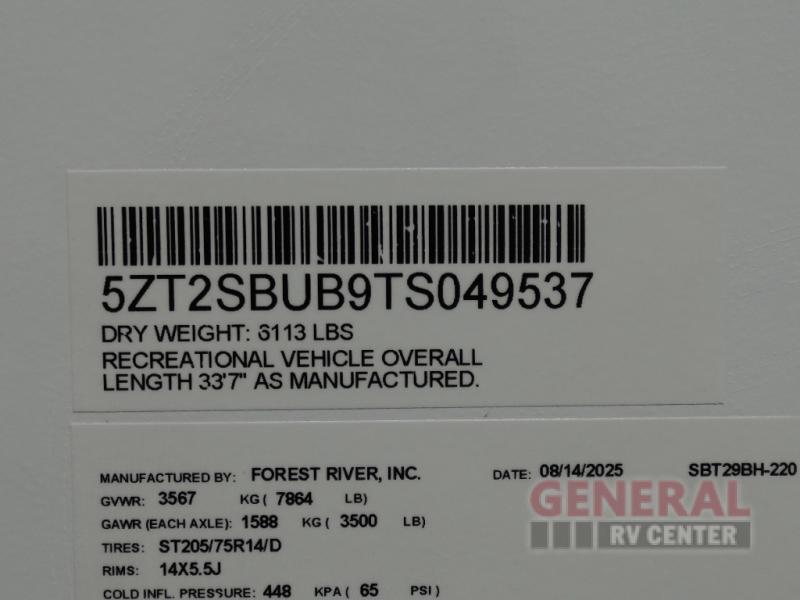 5ZT2SBUB9TS049537
DRY WEIGHT: 6113 LBS
RECREATIONAL VEHICLE OVERALL
LENGTH 33'7" AS MANUFACTURED.
MANUFACTURED BY: FOREST RIVER, INC. DATE: 08/14/2025 SBT29BH-220
GVWR: 3567 KG ( 7864 LB)
GAWR (EACH AXLE): 1588 KG ( 3500 LB)
TIRES: ST205/75R14/D
RIMS: 14X5.5J
COLD INFL. PRESSURE: 448 KPA ( 65 PSI )
GENERAL
RV CENTER